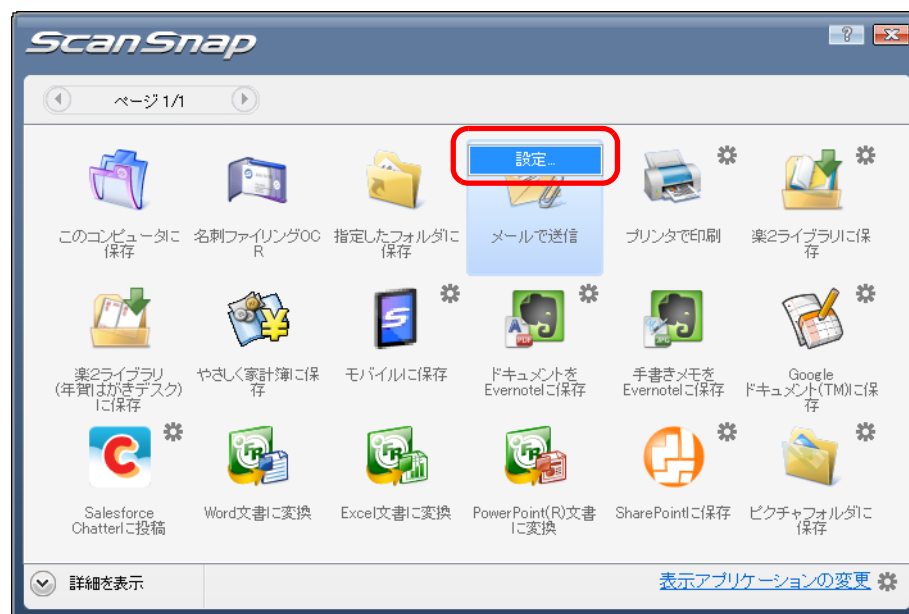 ScanSnap
ページ 1/1
設定...
このコンピュータに
保存
名刺ファイリングOC
R
指定したフォルダに
保存
メールで送信
プリンタで印刷
楽2ライブラリに保
存
楽2ライブラリ
(年賀はがきデスク)
に保存
やさしく家計簿に保
存
モバイルに保存
ドキュメントを
Evernoteに保存
手書きメモを
Evernoteに保存
Google
ドキュメント(TM)に保
存
Salesforce
Chatterに投稿
Word文書に変換
Excel文書に変換
PowerPoint(R)文書
に変換
SharePointに保存
ピクチャフォルダに
保存
詳細を表示
表示アプリケーションの変更